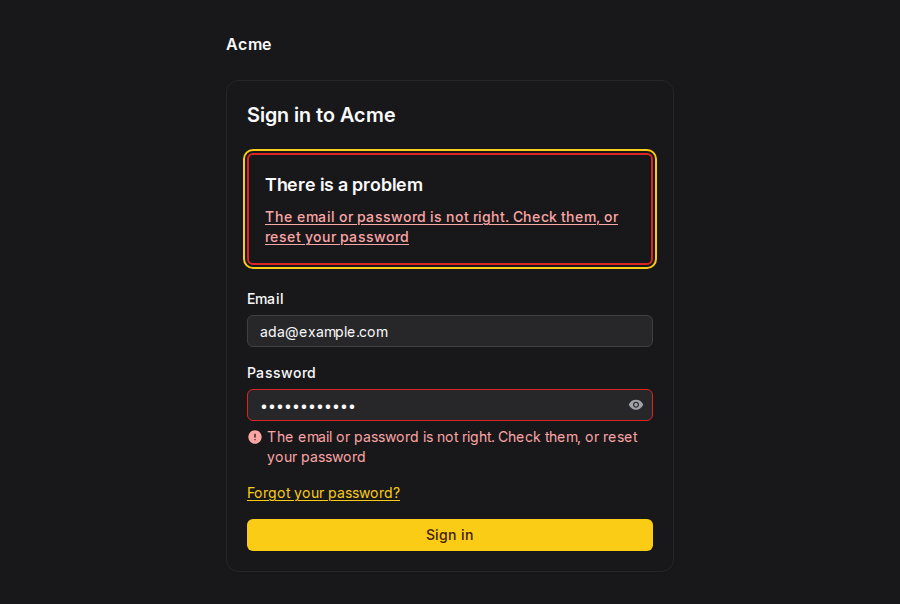 Acme
Sign in to Acme
There is a problem
The email or password is not right. Check them, or
reset your password
Email
ada@example.com
Password
••••••••••••
The email or password is not right. Check them, or reset
your password
Forgot your password?
Sign in